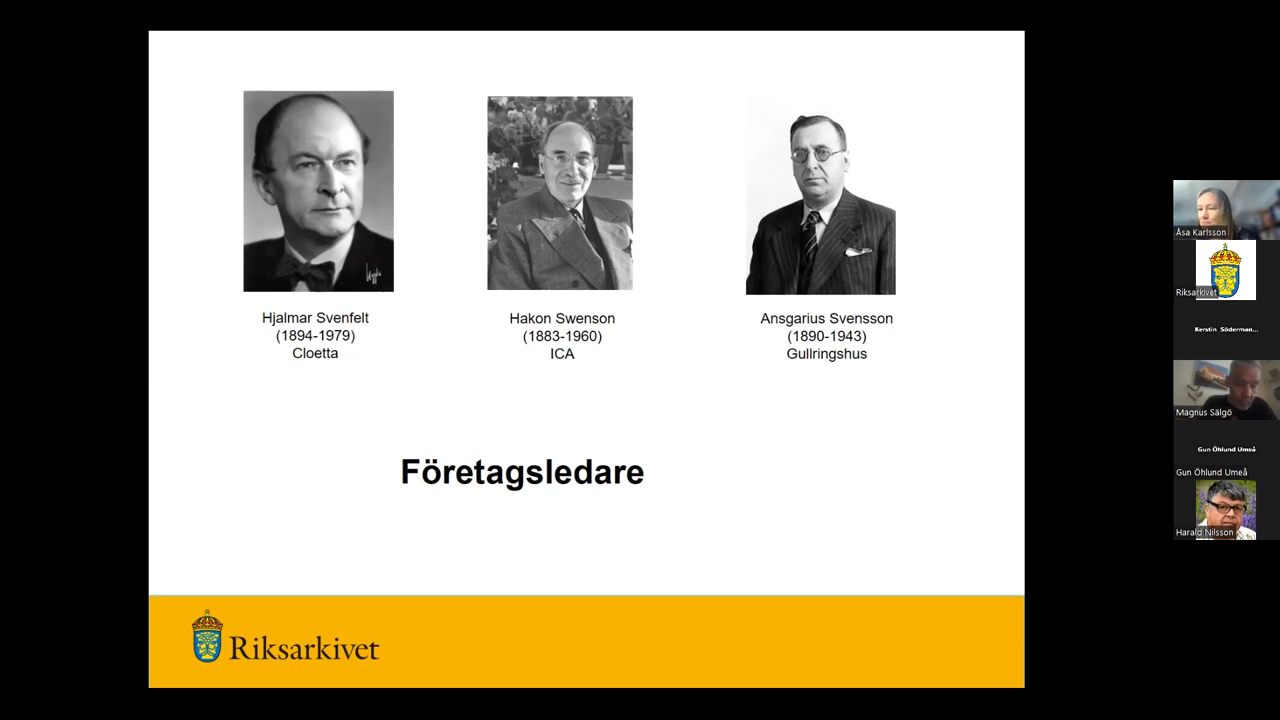 Hjalmar Svenfelt
(1894-1979)
Cloetta
Hakon Swenson
(1883-1960)
ICA
Ansgarius Svensson
(1890-1943)
Gullringshus
Företagsledare
Riksarkivet
Åsa Karlsson
Riksarkivet
Kerstin Söderman...
Magnus Sälgö
Gun Öhlund Umeå
Gun Öhlund Umeå
Harald Nilsson